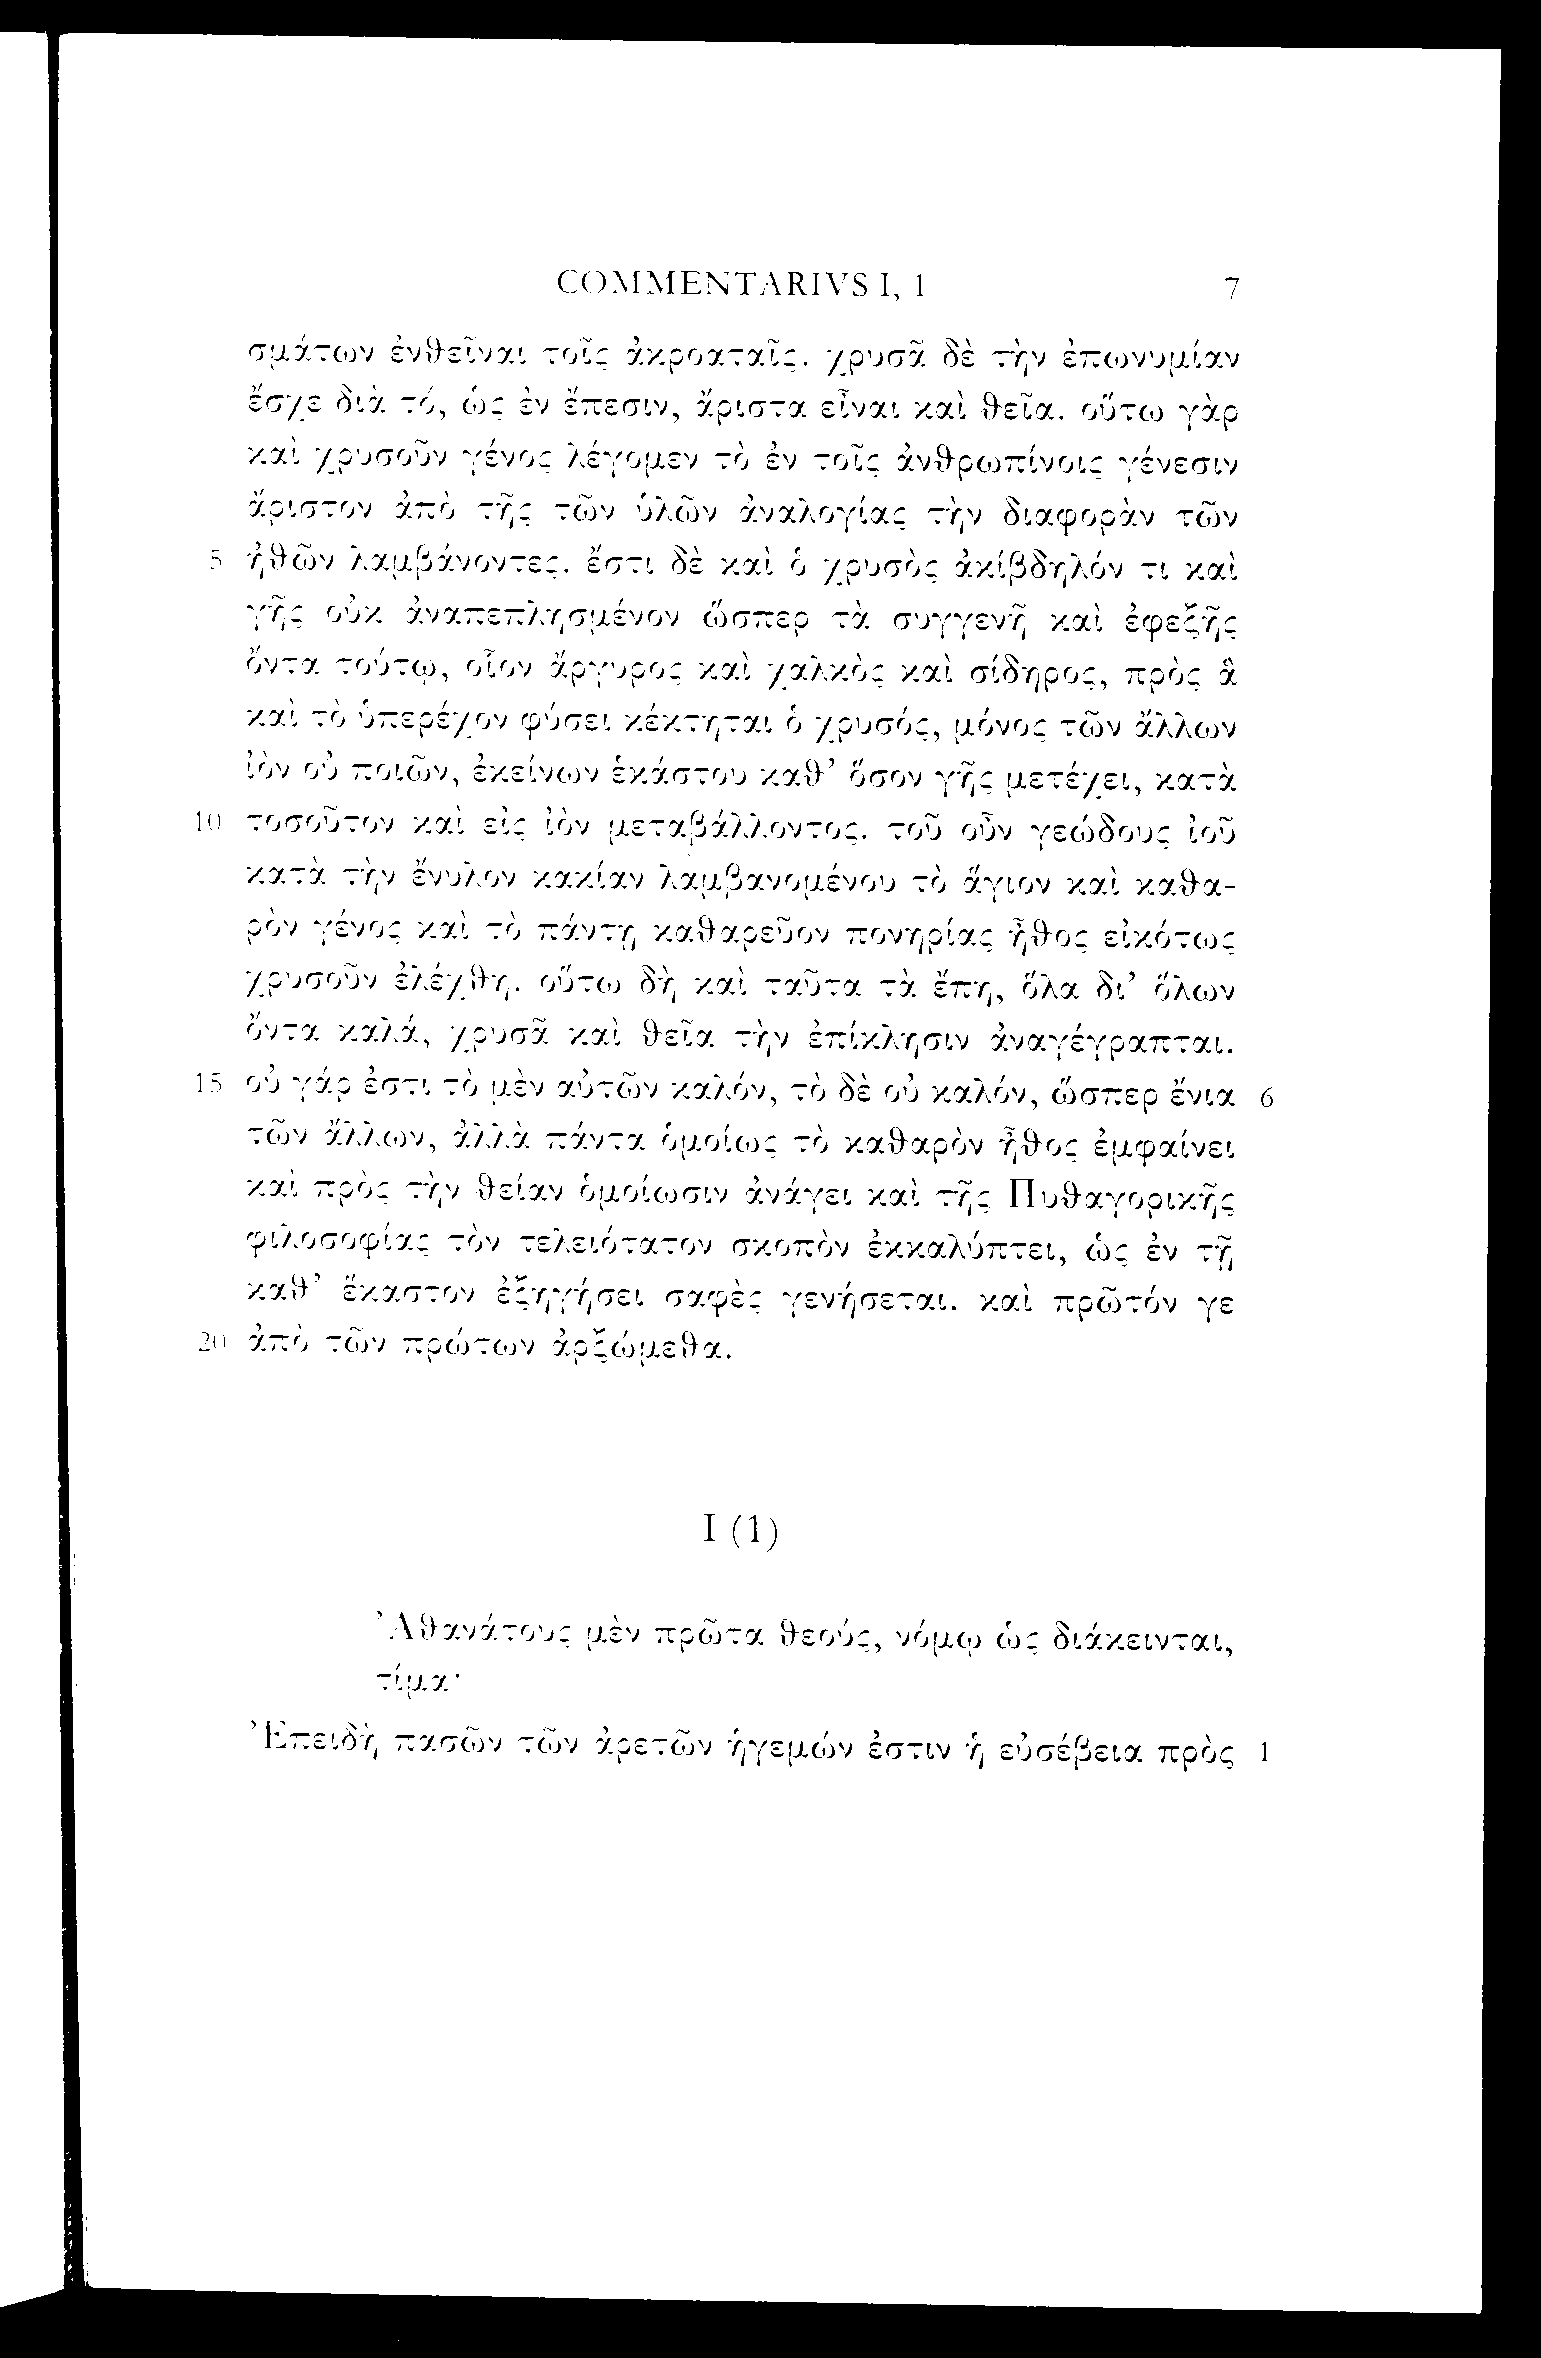 COMMENTARIVS I, 1 7
σμάτων ἐνθεῖναι τοῖς ἀκροαταῖς. χρυσᾶ δὲ τὴν ἐπωνυμίαν
ἔσχε διὰ τό, ὡς ἐν ἔπεσιν, ἄριστα εἶναι καὶ θεῖα. οὕτω γὰρ
καὶ χρυσοῦν γένος λέγομεν τὸ ἐν τοῖς ἀνθρωπίνοις γένεσιν
ἄριστον ἀπὸ τῆς τῶν ὑλῶν ἀναλογίας τὴν διαφορὰν τῶν
5 ἠθῶν λαμβάνοντες. ἔστι δὲ καὶ ὁ χρυσὸς ἀκίβδηλόν τι καὶ
γῆς οὐκ ἀναπεπλησμένον ὥσπερ τὰ συγγενῆ καὶ ἐφεξῆς
ὄντα τούτῳ, οἷον ἄργυρος καὶ χαλκὸς καὶ σίδηρος, πρὸς ἃ
καὶ τὸ ὑπερέχον φύσει κέκτηται ὁ χρυσός, μόνος τῶν ἄλλων
ἰὸν οὐ ποιῶν, ἐκείνων ἑκάστου καθ’ ὅσον γῆς μετέχει, κατὰ
10 τοσοῦτον καὶ εἰς ἰὸν μεταβάλλοντος. τοῦ οὖν γεώδους ἰοῦ
κατὰ τὴν ἔνυλον κακίαν λαμβανομένου τὸ ἅγιον καὶ καθα-
ρὸν γένος καὶ τὸ πάντῃ καθαρεῦον πονηρίας ἦθος εἰκότως
χρυσοῦν ἐλέχθη. οὕτω δὴ καὶ ταῦτα τὰ ἔπη, ὅλα δι’ ὅλων
ὄντα καλά, χρυσᾶ καὶ θεῖα τὴν ἐπίκλησιν ἀναγέγραπται.
15 οὐ γάρ ἐστι τὸ μὲν αὐτῶν καλόν, τὸ δὲ οὐ καλόν, ὥσπερ ἔνια 6
τῶν ἄλλων, ἀλλὰ πάντα ὁμοίως τὸ καθαρὸν ἦθος ἐμφαίνει
καὶ πρὸς τὴν θείαν ὁμοίωσιν ἀνάγει καὶ τῆς Πυθαγορικῆς
φιλοσοφίας τὸν τελειότατον σκοπὸν ἐκκαλύπτει, ὡς ἐν τῇ
καθ’ ἕκαστον ἐξηγήσει σαφὲς γενήσεται. καὶ πρῶτόν γε
20 ἀπὸ τῶν πρώτων ἀρξώμεθα.
I (1)
Ἀθανάτους μὲν πρῶτα θεούς, νόμῳ ὡς διάκεινται,
τίμα·
Ἐπειδὴ πασῶν τῶν ἀρετῶν ἡγεμών ἐστιν ἡ εὐσέβεια πρὸς 1